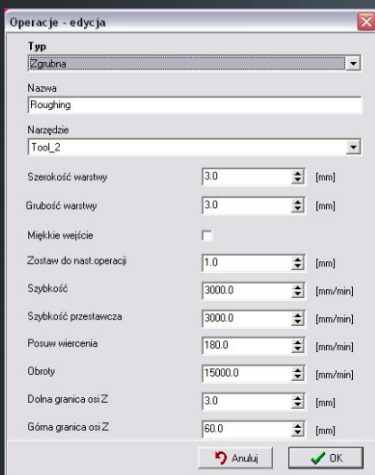 Operacje - edycja
Typ
Zgrubna
Nazwa
Roughing
Narzędzie
Tool_2
Szerokość warstwy 3.0 [mm]
Grubość warstwy 3.0 [mm]
Miękkie wejście
Zostaw do nast.operacji 1.0 [mm]
Szybkość 3000.0 [mm/min]
Szybkość przestawcza 3000.0 [mm/min]
Posuw wiercenia 180.0 [mm/min]
Obroty 15000.0 [mm/min]
Dolna granica osi Z 3.0 [mm]
Górna granica osi Z 60.0 [mm]
Anuluj OK